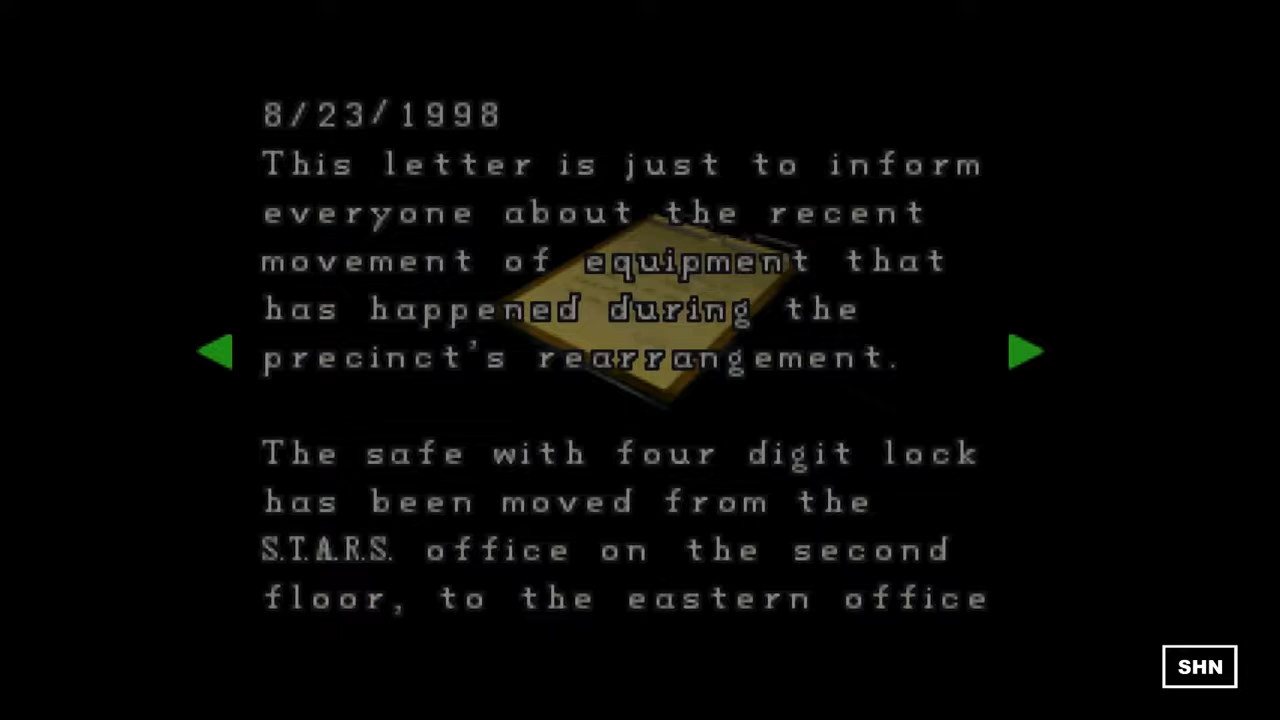 8/23/1998
This letter is just to inform
everyone about the recent
movement of equipment that
has happened during the
precinct's rearrangement.
The safe with four digit lock
has been moved from the
S.T.A.R.S. office on the second
floor, to the eastern office
SHN